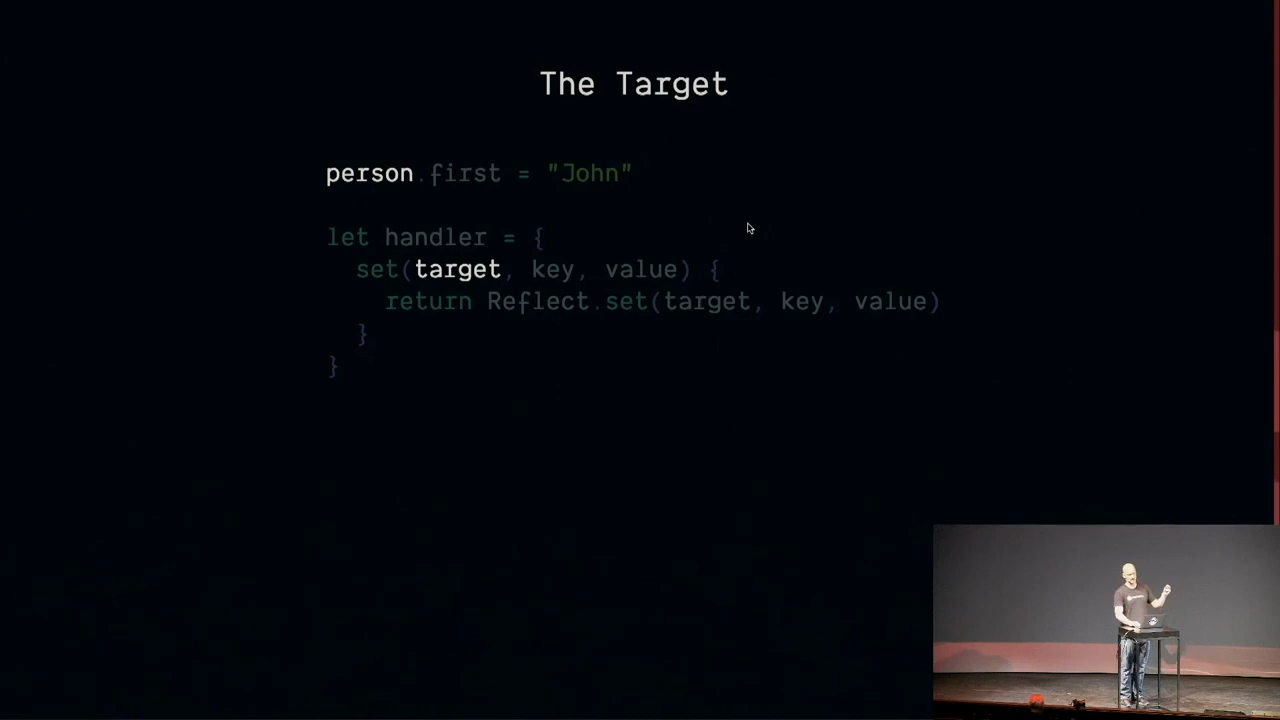 The Target
person.first = "John"
let handler = {
set(target, key, value) {
return Reflect.set(target, key, value)
}
}